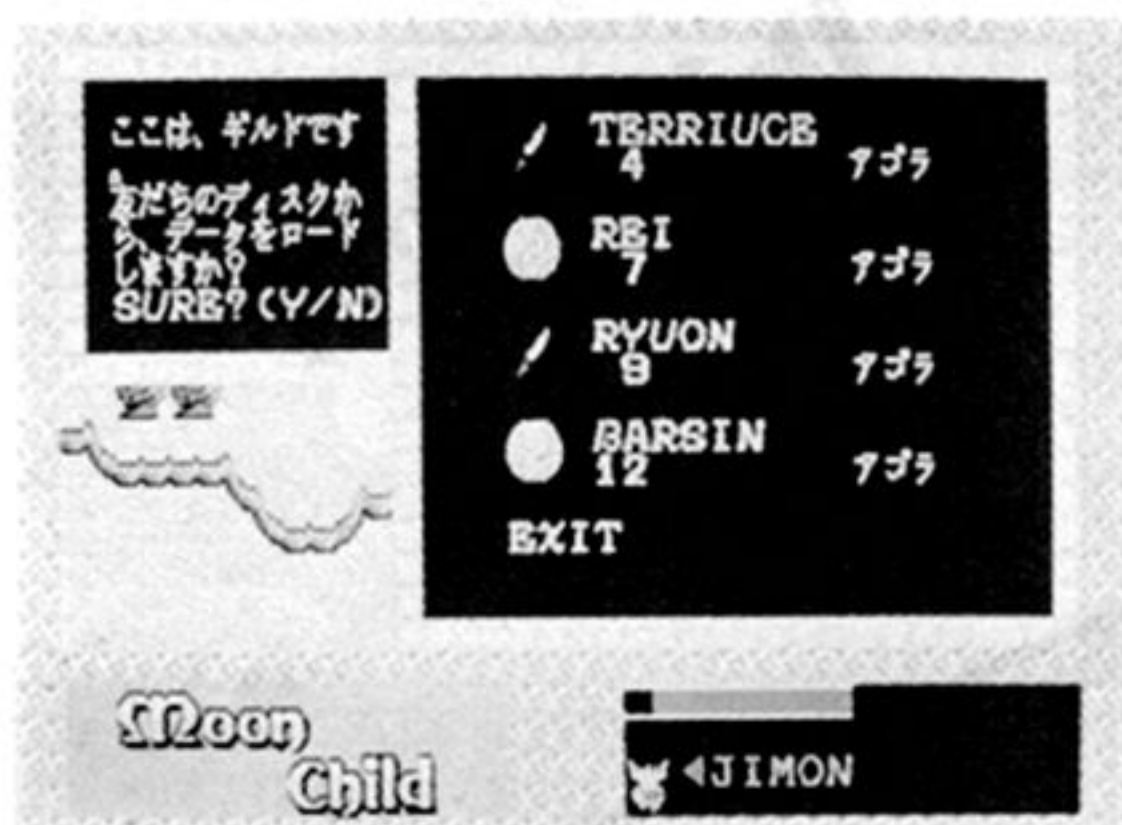 ここは、ギルドです
。
友だちのディスクか
ら、データをロード
しますか?
SURE?(Y/N)
TERRIUCE
4 アゴラ
REI
7 アゴラ
RYUON
9 アゴラ
BARSIN
12 アゴラ
EXIT
Moon
Child
◀JIMON